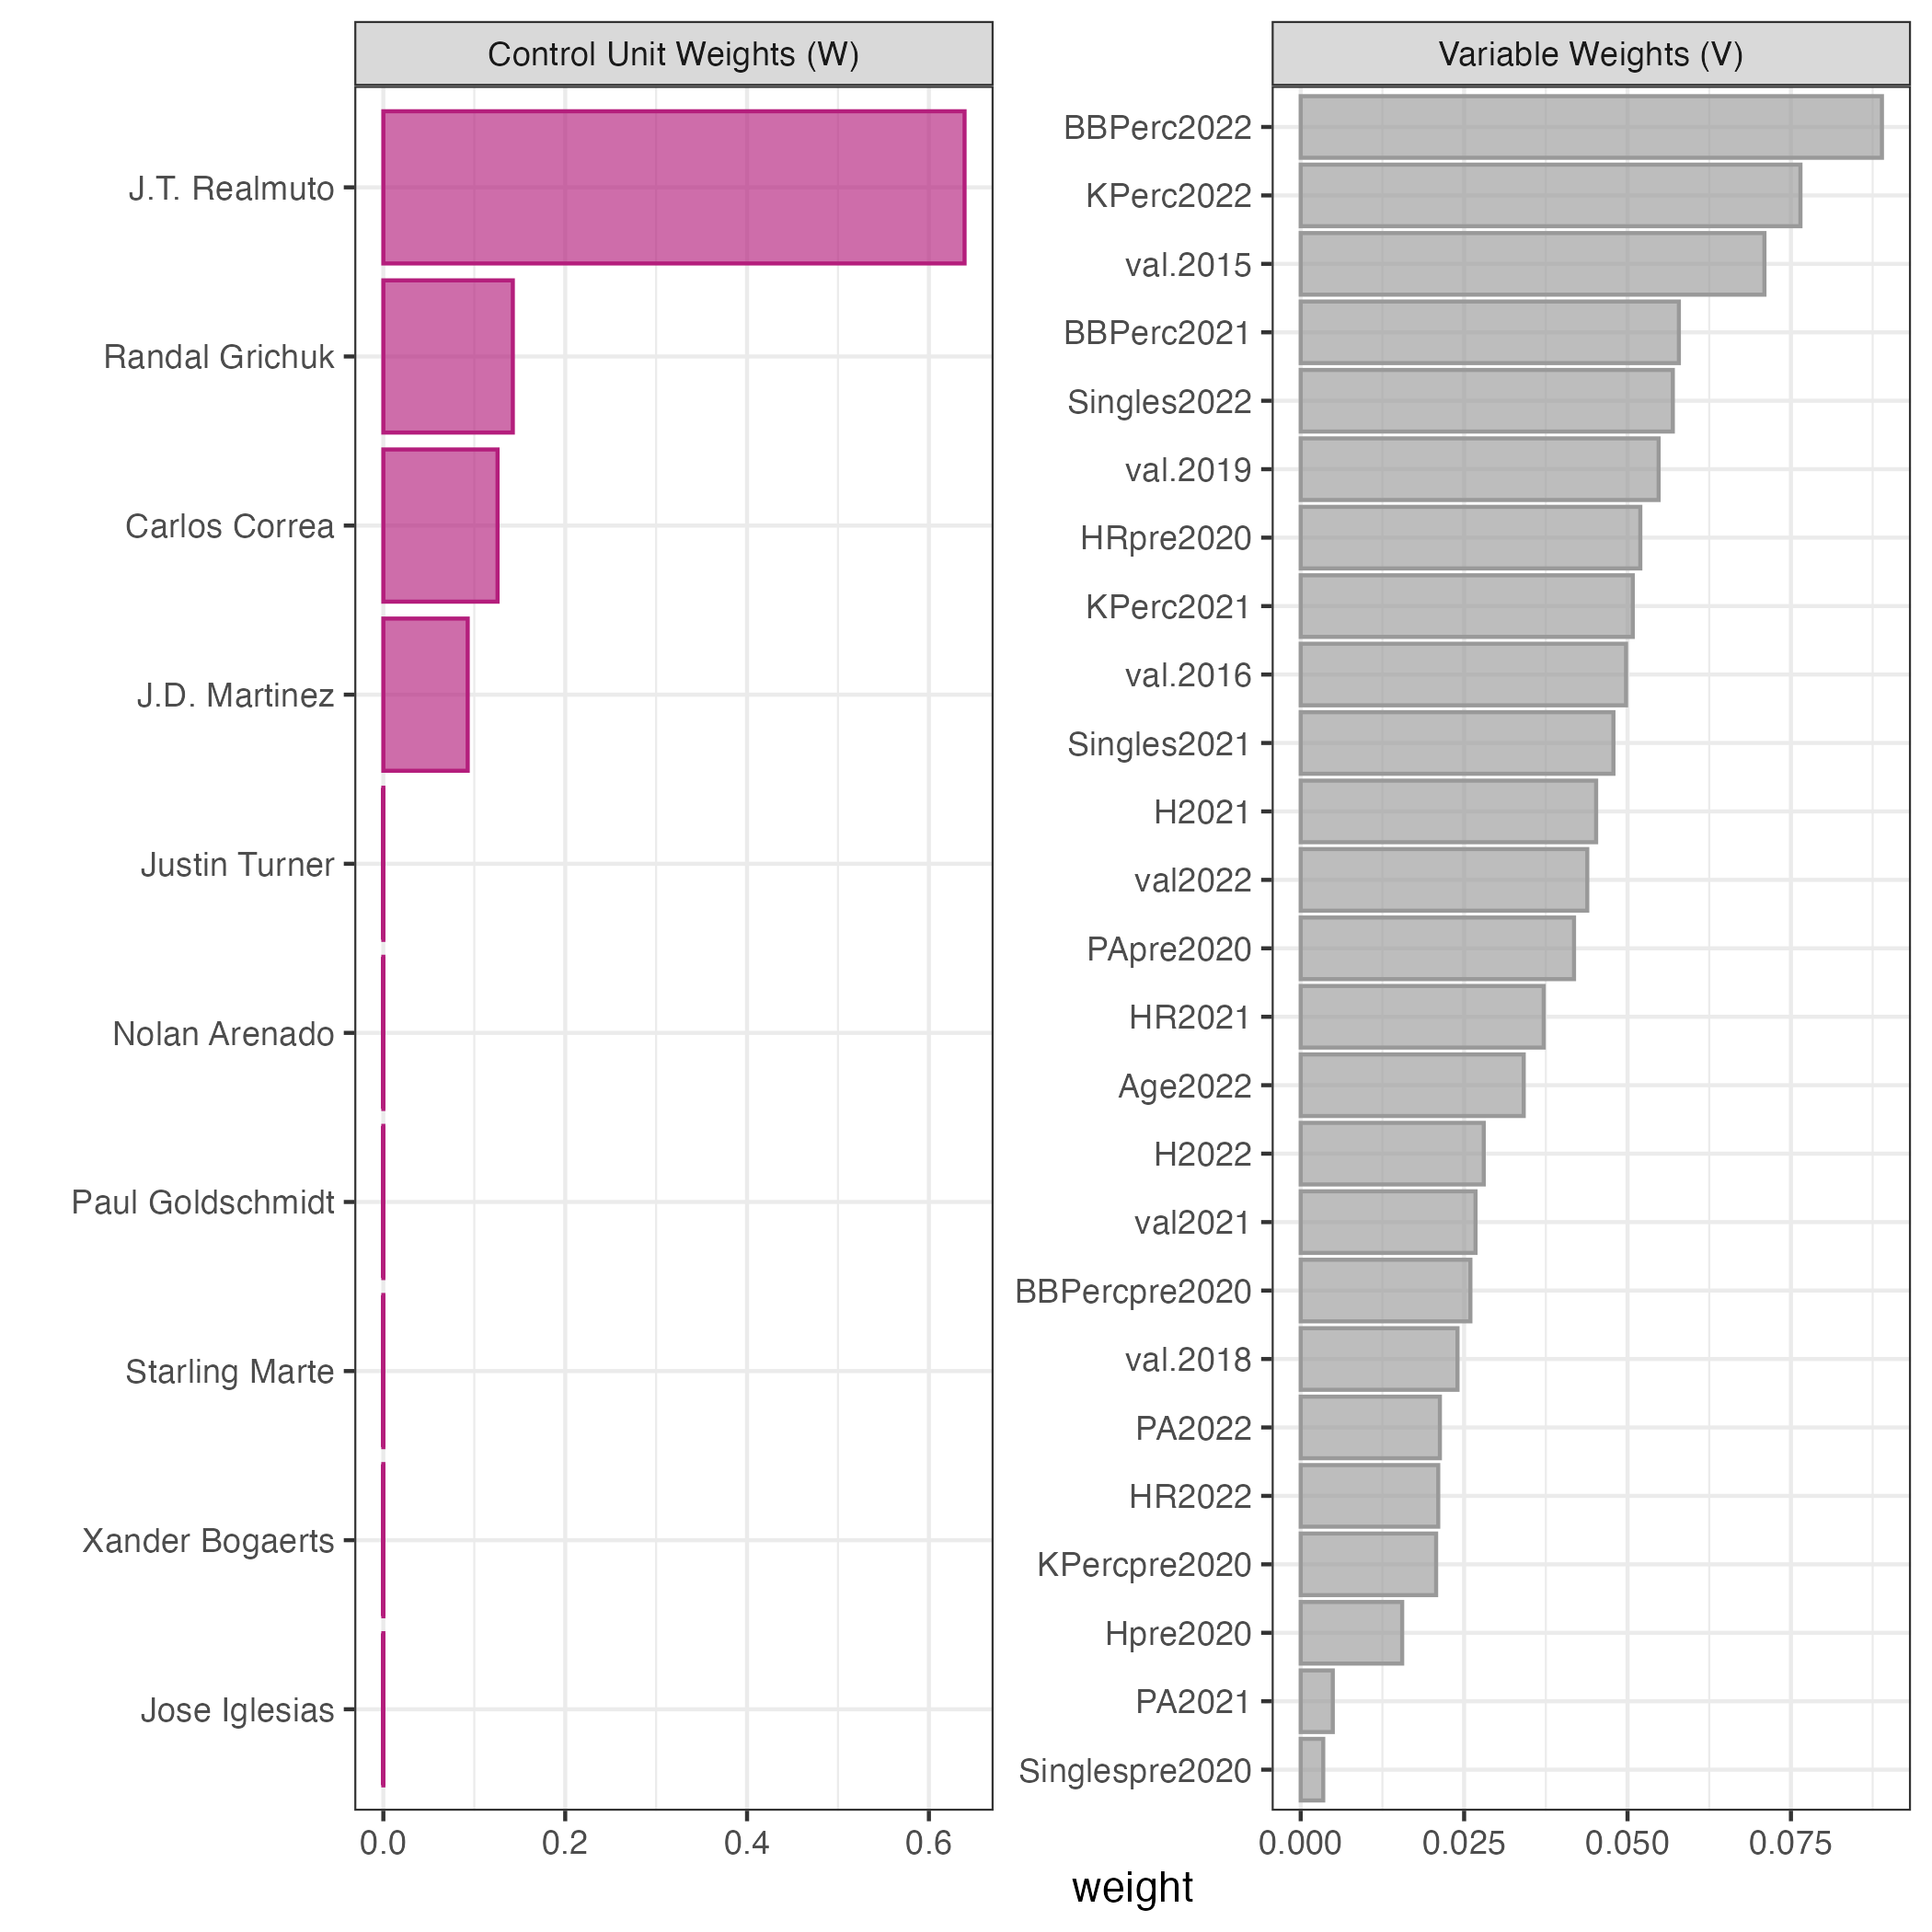 Control Unit Weights (W)
J.T. Realmuto
Randal Grichuk
Carlos Correa
J.D. Martinez
Justin Turner
Nolan Arenado
Paul Goldschmidt
Starling Marte
Xander Bogaerts
Jose Iglesias
0.0 0.2 0.4 0.6
Variable Weights (V)
BBPerc2022
KPerc2022
val.2015
BBPerc2021
Singles2022
val.2019
HRpre2020
KPerc2021
val.2016
Singles2021
H2021
val2022
PApre2020
HR2021
Age2022
H2022
val2021
BBPercpre2020
val.2018
PA2022
HR2022
KPercpre2020
Hpre2020
PA2021
Singlespre2020
0.000 0.025 0.050 0.075
weight